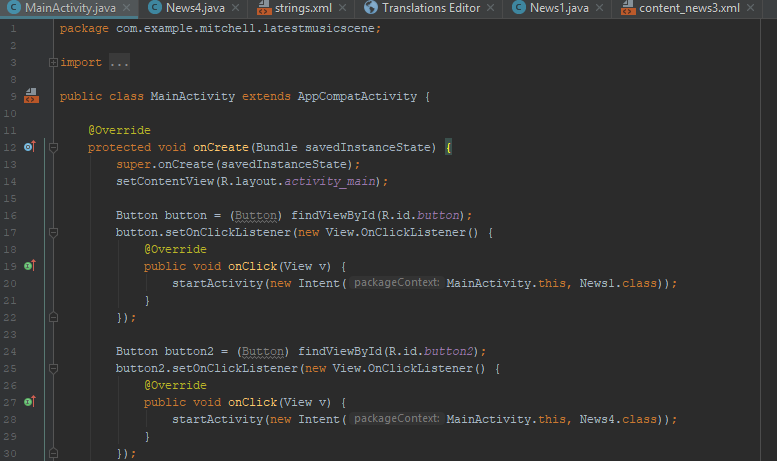 MainActivity.java × News4.java × strings.xml × Translations Editor × News1.java × content_news3.xml ×
1 package com.example.mitchell.latestmusicscene;
2
3 import ...
8
9 public class MainActivity extends AppCompatActivity {
10
11 @Override
12 protected void onCreate(Bundle savedInstanceState) {
13 super.onCreate(savedInstanceState);
14 setContentView(R.layout.activity_main);
15
16 Button button = (Button) findViewById(R.id.button);
17 button.setOnClickListener(new View.OnClickListener() {
18 @Override
19 public void onClick(View v) {
20 startActivity(new Intent( packageContext: MainActivity.this, News1.class));
21 }
22 });
23
24 Button button2 = (Button) findViewById(R.id.button2);
25 button2.setOnClickListener(new View.OnClickListener() {
26 @Override
27 public void onClick(View v) {
28 startActivity(new Intent( packageContext: MainActivity.this, News4.class));
29 }
30 });